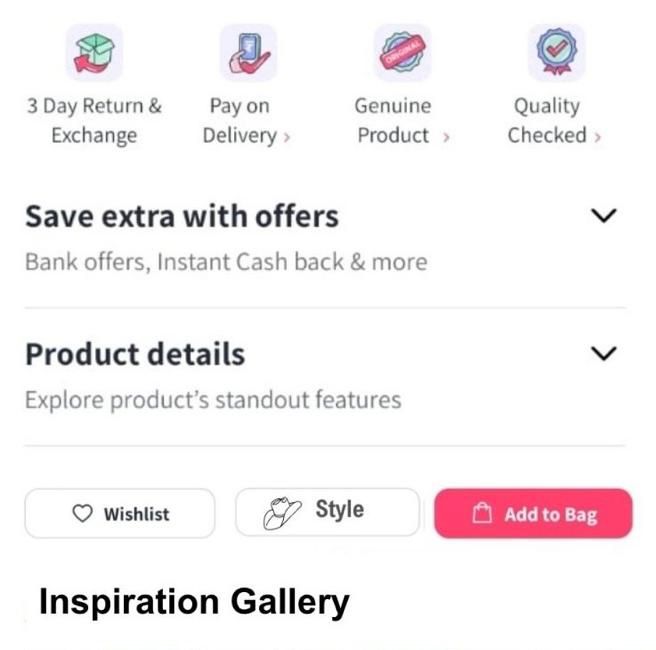 ORIGINAL
3 Day Return &
Exchange
Pay on
Delivery >
Genuine
Product >
Quality
Checked >
Save extra with offers
Bank offers, Instant Cash back & more
Product details
Explore product’s standout features
Wishlist
Style
Add to Bag
Inspiration Gallery